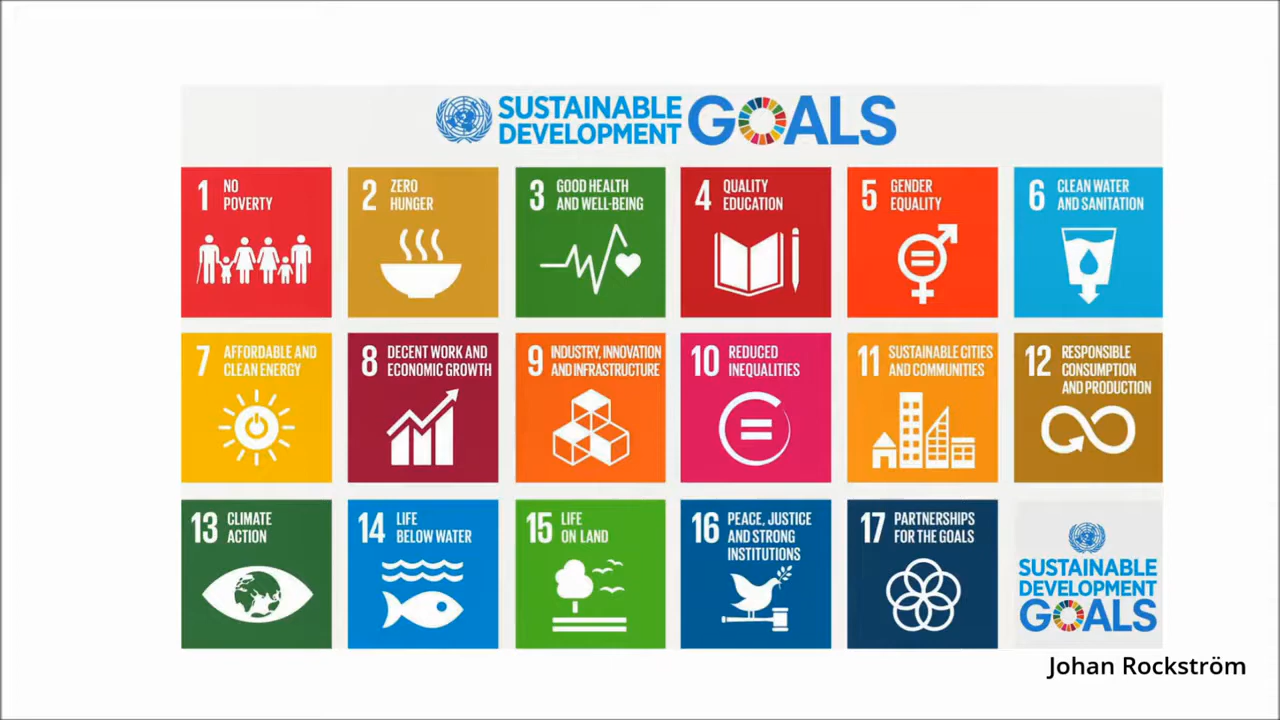 SUSTAINABLE
DEVELOPMENT
GOALS
1 NO
POVERTY
2 ZERO
HUNGER
3 GOOD HEALTH
AND WELL-BEING
4 QUALITY
EDUCATION
5 GENDER
EQUALITY
6 CLEAN WATER
AND SANITATION
7 AFFORDABLE AND
CLEAN ENERGY
8 DECENT WORK AND
ECONOMIC GROWTH
9 INDUSTRY, INNOVATION
AND INFRASTRUCTURE
10 REDUCED
INEQUALITIES
11 SUSTAINABLE CITIES
AND COMMUNITIES
12 RESPONSIBLE
CONSUMPTION
AND PRODUCTION
13 CLIMATE
ACTION
14 LIFE
BELOW WATER
15 LIFE
ON LAND
16 PEACE, JUSTICE
AND STRONG
INSTITUTIONS
17 PARTNERSHIPS
FOR THE GOALS
SUSTAINABLE
DEVELOPMENT
GOALS
Johan Rockström